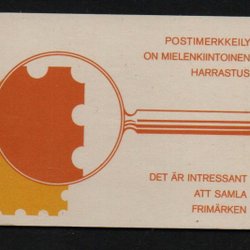 POSTIMERKKEILY
ON MIELENKIINTOINEN
HARRASTUS
DET ÄR INTRESSANT
ATT SAMLA
FRIMÄRKEN